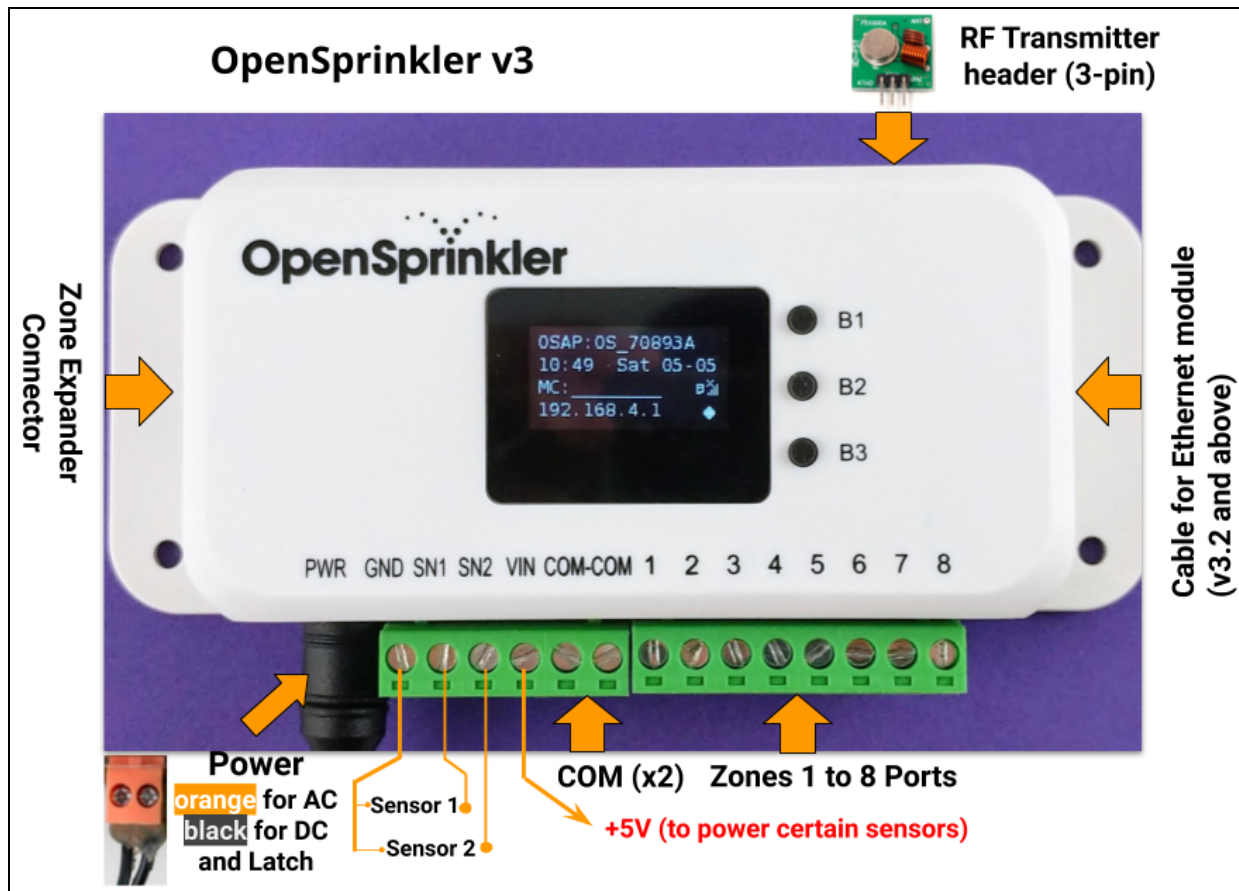 OpenSprinkler v3
RF Transmitter
header (3-pin)
Zone Expander
Connector
OpenSprinkler
OSAP:OS_70893A
10:49 Sat 05-05
MC:________
192.168.4.1
B1
B2
B3
Cable for Ethernet module
(v3.2 and above)
PWR GND SN1 SN2 VIN COM-COM 1 2 3 4 5 6 7 8
Power
orange for AC
black for DC
and Latch
Sensor 1
Sensor 2
COM (x2)
Zones 1 to 8 Ports
+5V (to power certain sensors)